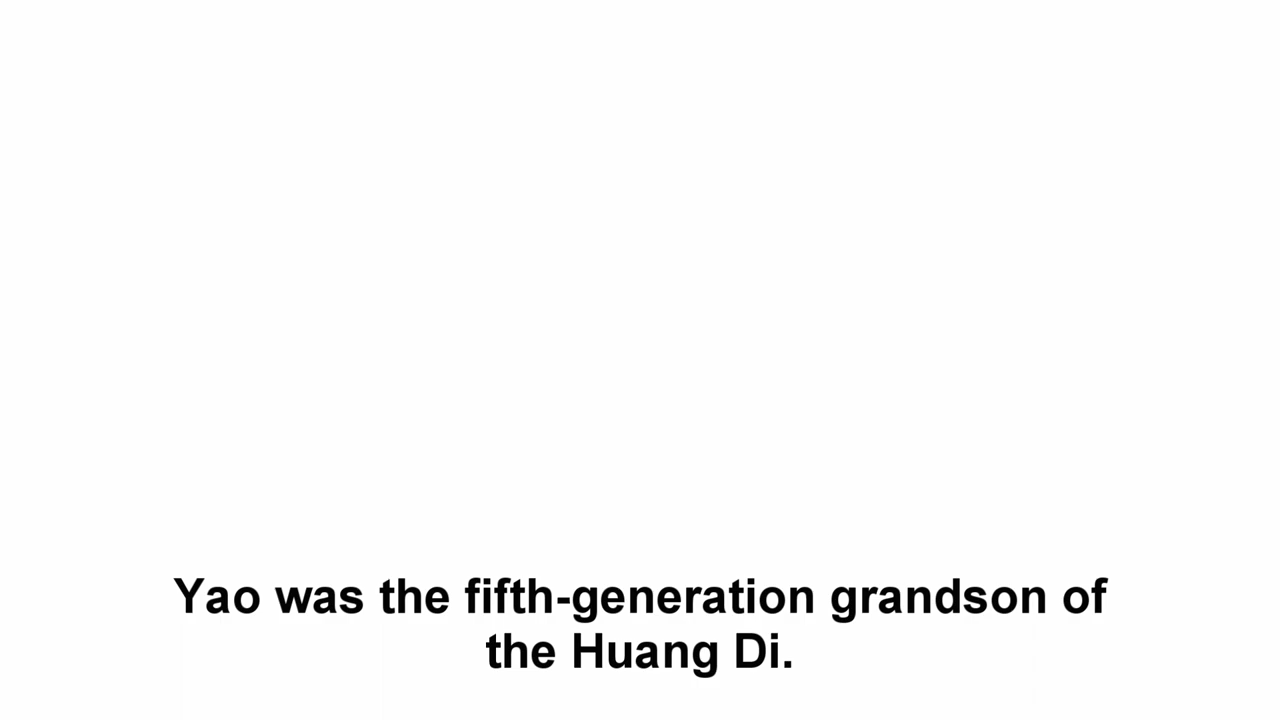 Yao was the fifth-generation grandson of
the Huang Di.